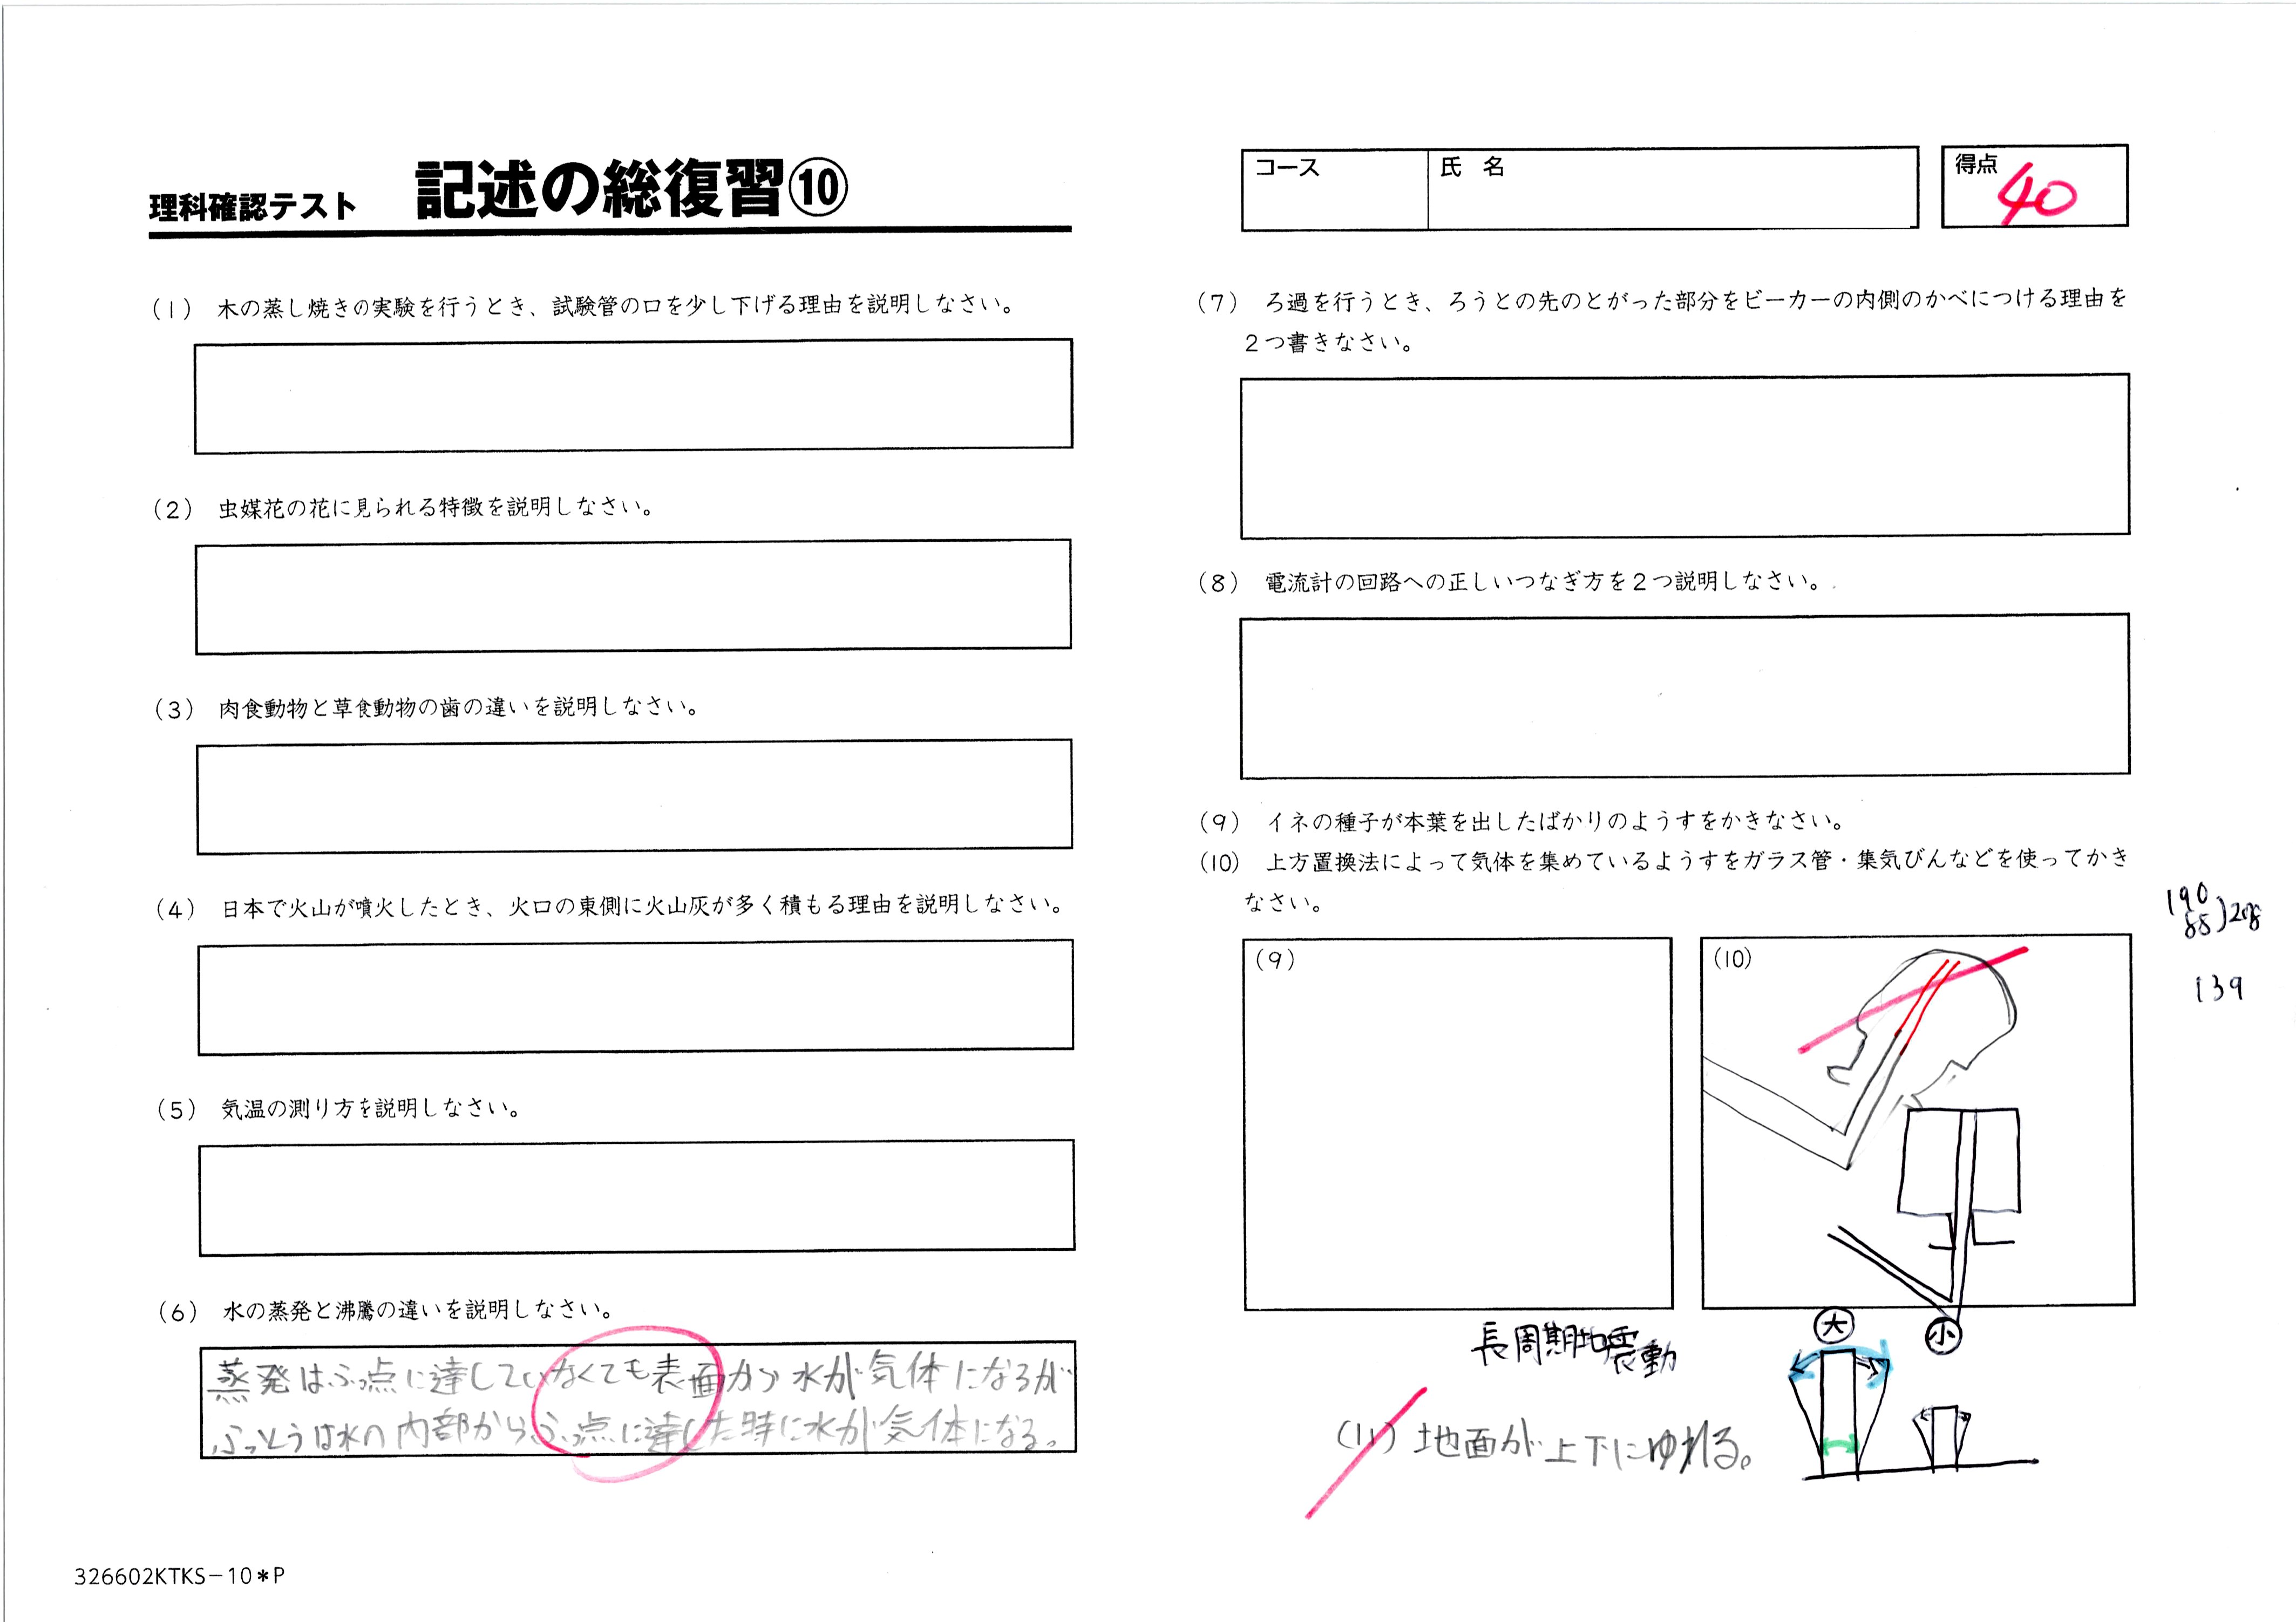 理科確認テスト 記述の総復習⑩
コース 氏名 得点 40
(1) 木の蒸し焼きの実験を行うとき、試験管の口を少し下げる理由を説明しなさい。
(2) 虫媒花の花に見られる特徴を説明しなさい。
(3) 肉食動物と草食動物の歯の違いを説明しなさい。
(4) 日本で火山が噴火したとき、火口の東側に火山灰が多く積もる理由を説明しなさい。
(5) 気温の測り方を説明しなさい。
(6) 水の蒸発と沸騰の違いを説明しなさい。
蒸発はふっ点に達していなくても表面から水が気体になるが
ふっとうは水の内部からふっ点に達した時に水が気体になる。
326602KTKS-10*P
(7) ろ過を行うとき、ろうとの先のとがった部分をビーカーの内側のかべにつける理由を
2つ書きなさい。
(8) 電流計の回路への正しいつなぎ方を2つ説明しなさい。
(9) イネの種子が本葉を出したばかりのようすをかきなさい。
(10) 上方置換法によって気体を集めているようすをガラス管・集気びんなどを使ってかき
なさい。
(9)
(10)
190
88
139
長周期地震動
大 小
(11) 地面が上下にゆれる。